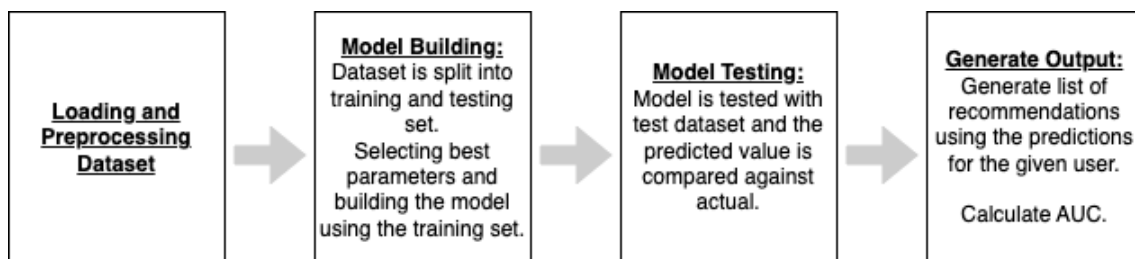 Loading and
Preprocessing
Dataset
Model Building:
Dataset is split into
training and testing
set.
Selecting best
parameters and
building the model
using the training set.
Model Testing:
Model is tested with
test dataset and the
predicted value is
compared against
actual.
Generate Output:
Generate list of
recommendations
using the predictions
for the given user.
Calculate AUC.